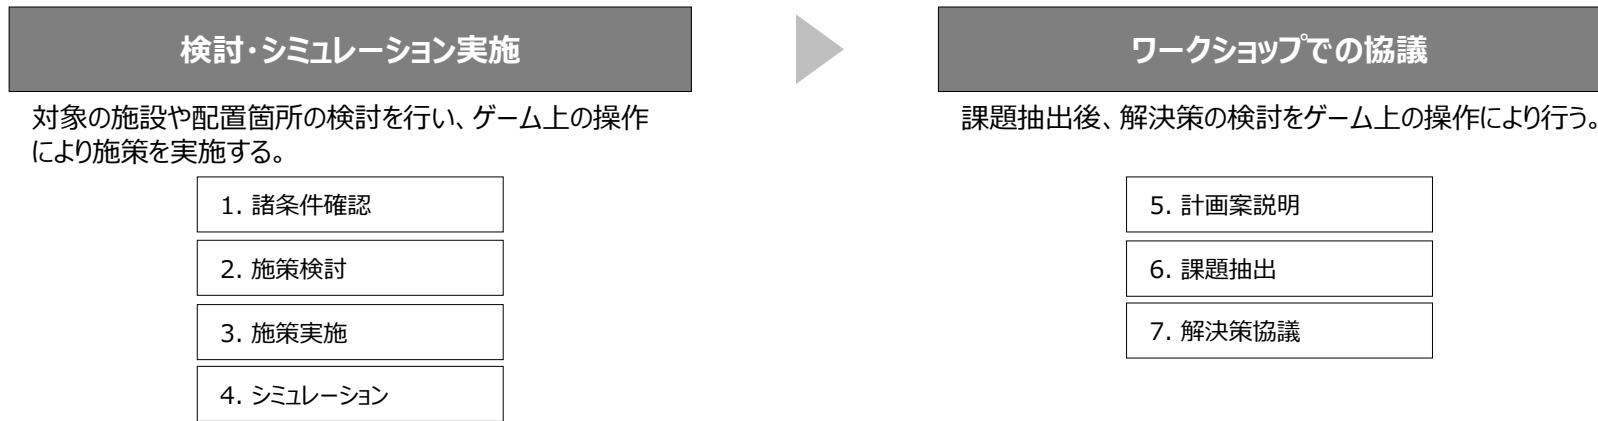 検討・シミュレーション実施
対象の施設や配置箇所の検討を行い、ゲーム上の操作
により施策を実施する。
1. 諸条件確認
2. 施策検討
3. 施策実施
4. シミュレーション
ワークショップでの協議
課題抽出後、解決策の検討をゲーム上の操作により行う。
5. 計画案説明
6. 課題抽出
7. 解決策協議